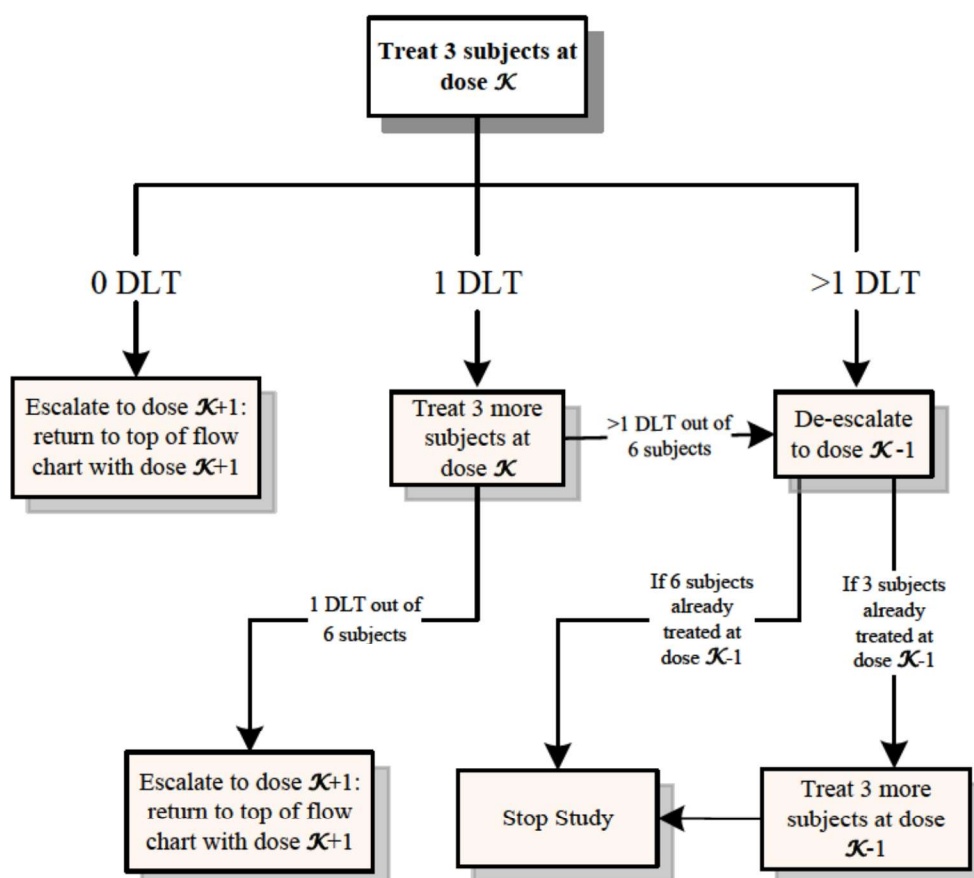 Treat 3 subjects at
dose 𝒦
0 DLT
1 DLT
>1 DLT
Escalate to dose 𝒦+1:
return to top of flow
chart with dose 𝒦+1
Treat 3 more
subjects at
dose 𝒦
>1 DLT out of
6 subjects
De-escalate
to dose 𝒦-1
1 DLT out of
6 subjects
If 6 subjects
already
treated at
dose 𝒦-1
If 3 subjects
already
treated at
dose 𝒦-1
Escalate to dose 𝒦+1:
return to top of flow
chart with dose 𝒦+1
Stop Study
Treat 3 more
subjects at dose
𝒦-1